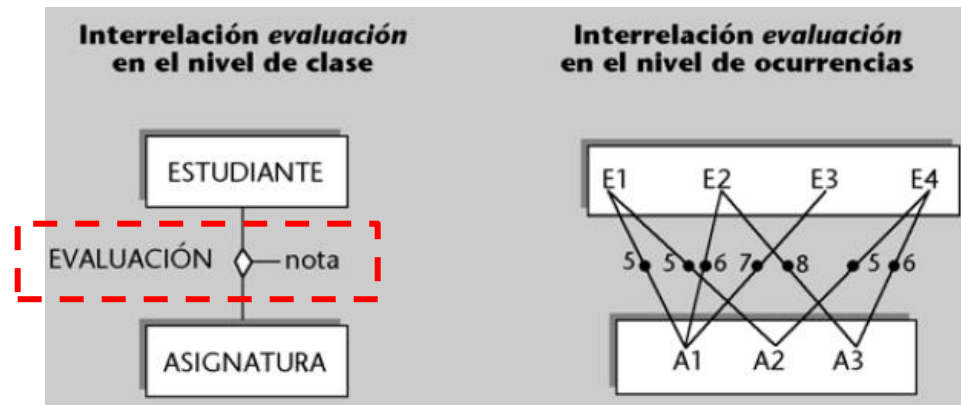 Interrelación evaluación
en el nivel de clase
ESTUDIANTE
EVALUACIÓN nota
ASIGNATURA
Interrelación evaluación
en el nivel de ocurrencias
E1 E2 E3 E4
5 5 6 7 8 5 6
A1 A2 A3